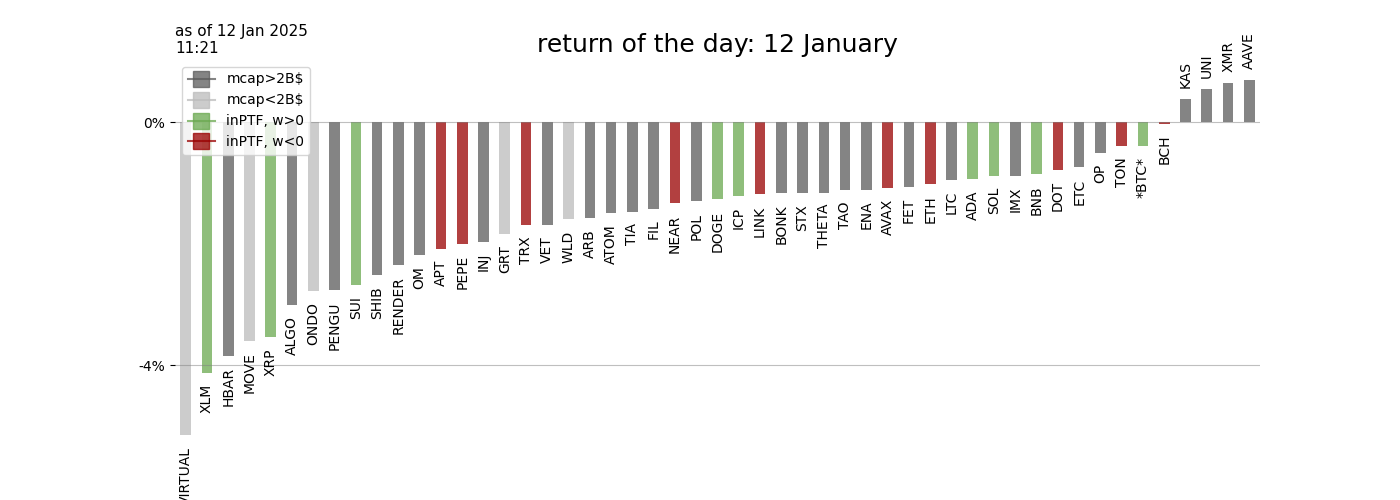 as of 12 Jan 2025
11:21
return of the day: 12 January
mcap>2B$
mcap<2B$
inPTF, w>0
inPTF, w<0
0%
-4%
VIRTUAL
XLM
HBAR
MOVE
XRP
ALGO
ONDO
PENGU
SUI
SHIB
RENDER
OM
APT
PEPE
INJ
GRT
TRX
VET
WLD
ARB
ATOM
TIA
FIL
NEAR
POL
DOGE
ICP
LINK
BONK
STX
THETA
TAO
ENA
AVAX
FET
ETH
LTC
ADA
SOL
IMX
BNB
DOT
ETC
OP
TON
*BTC*
BCH
KAS
UNI
XMR
AAVE